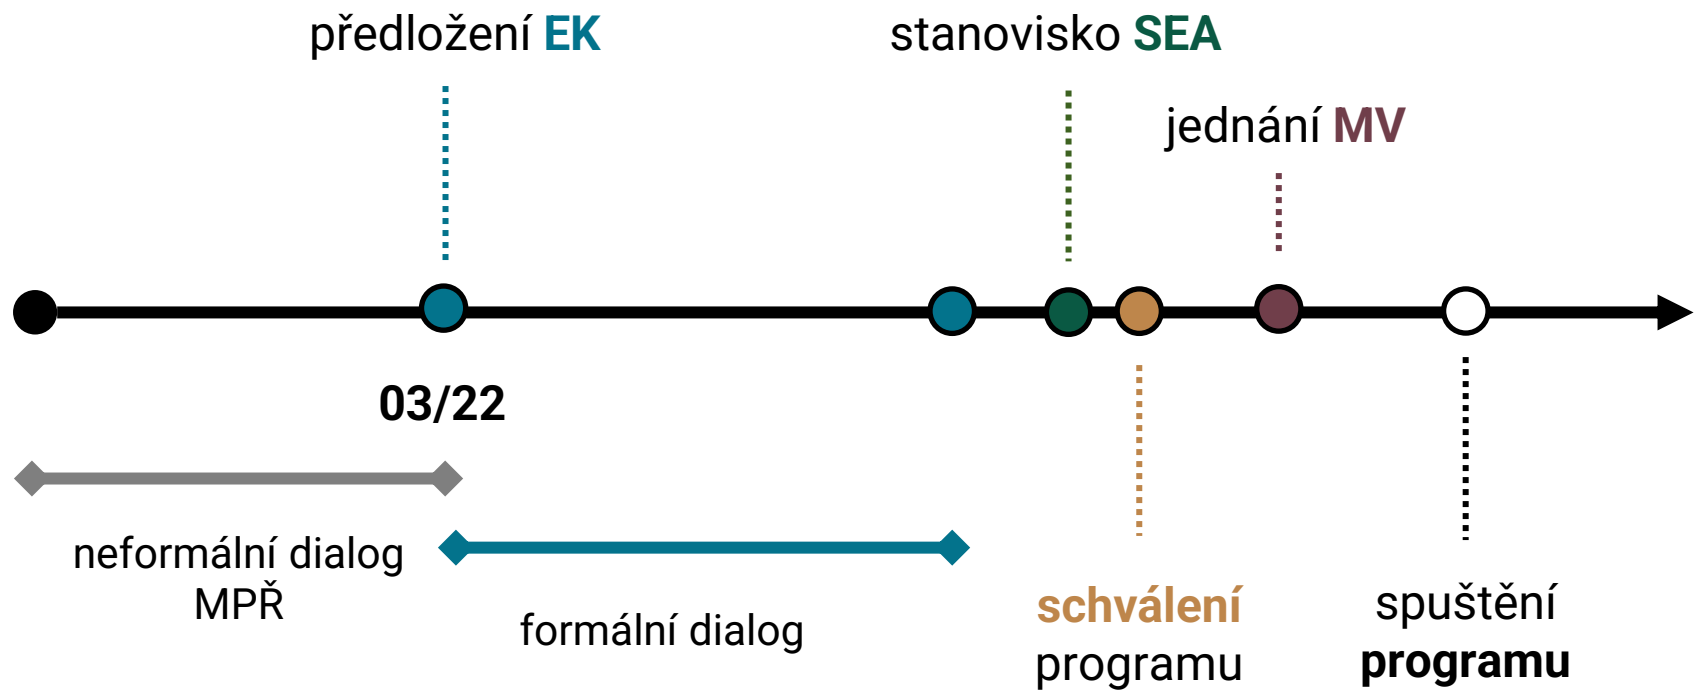 předložení EK
stanovisko SEA
jednání MV
03/22
neformální dialog
MPŘ
formální dialog
schválení
programu
spuštění
programu